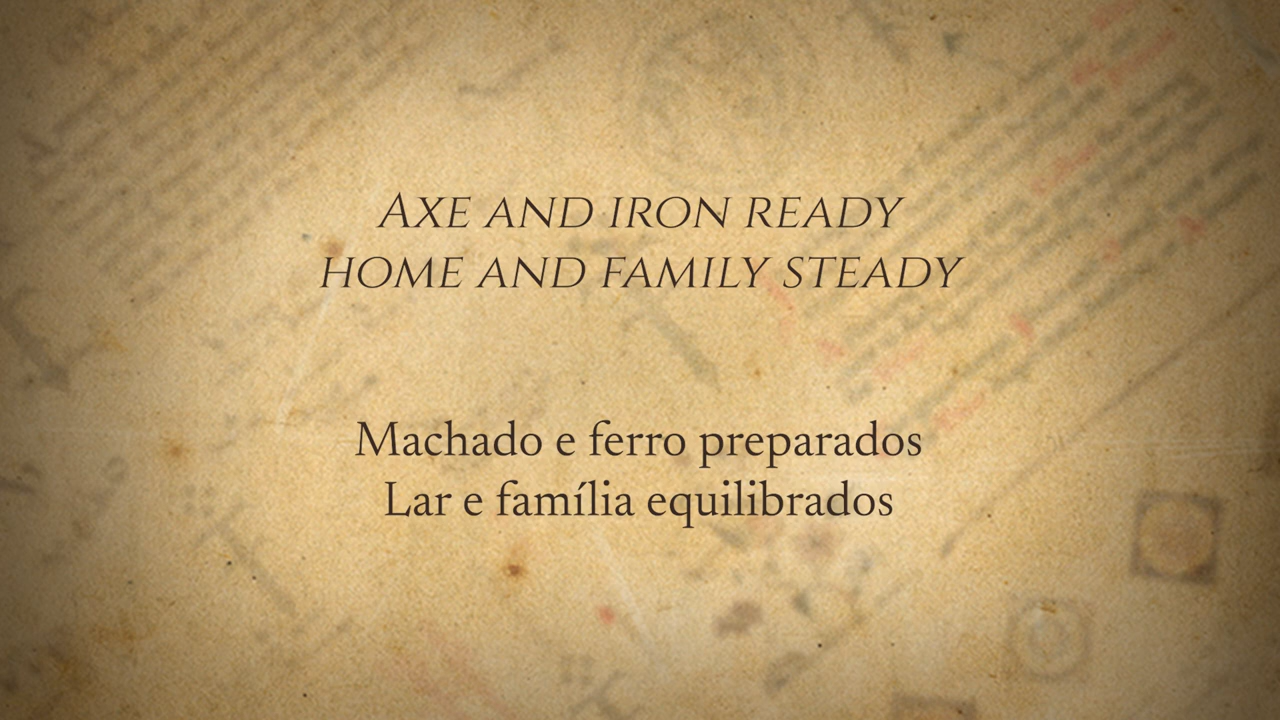 AXE AND IRON READY
HOME AND FAMILY STEADY
Machado e ferro preparados
Lar e família equilibrados